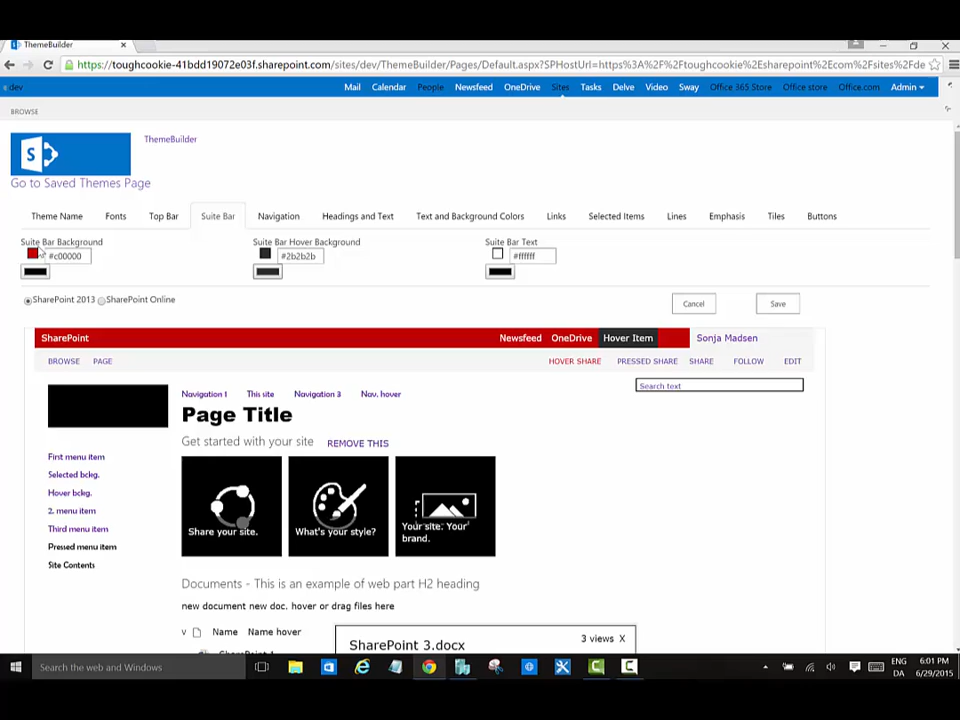 ThemeBuilder
https://toughcookie-41bdd19072e03f.sharepoint.com/sites/dev/ThemeBuilder/Pages/Default.aspx?SPHostUrl=https%3A%2F%2Ftoughcookie%2Esharepoint%2Ecom%2Fsites%2Fde
dev Mail Calendar People Newsfeed OneDrive Sites Tasks Delve Video Sway Office 365 Store Office store Office.com Admin
BROWSE
S
ThemeBuilder
Go to Saved Themes Page
Theme Name Fonts Top Bar Suite Bar Navigation Headings and Text Text and Background Colors Links Selected Items Lines Emphasis Tiles Buttons
Suite Bar Background Suite Bar Hover Background Suite Bar Text
#c00000 #2b2b2b #ffffff
SharePoint 2013 SharePoint Online Cancel Save
SharePoint Newsfeed OneDrive Hover Item Sonja Madsen
BROWSE PAGE HOVER SHARE PRESSED SHARE SHARE FOLLOW EDIT
Search text
Navigation 1 This site Navigation 3 Nav. hover
Page Title
Get started with your site REMOVE THIS
First menu item
Selected bckg.
Hover bckg.
2. menu item
Third menu item
Pressed menu item
Site Contents
Share your site. What's your style? Your site. Your
brand.
Documents - This is an example of web part H2 heading
new document new doc. hover or drag files here
v Name Name hover
SharePoint 3.docx 3 views X
Search the web and Windows
ENG 6:01 PM
DA 6/29/2015